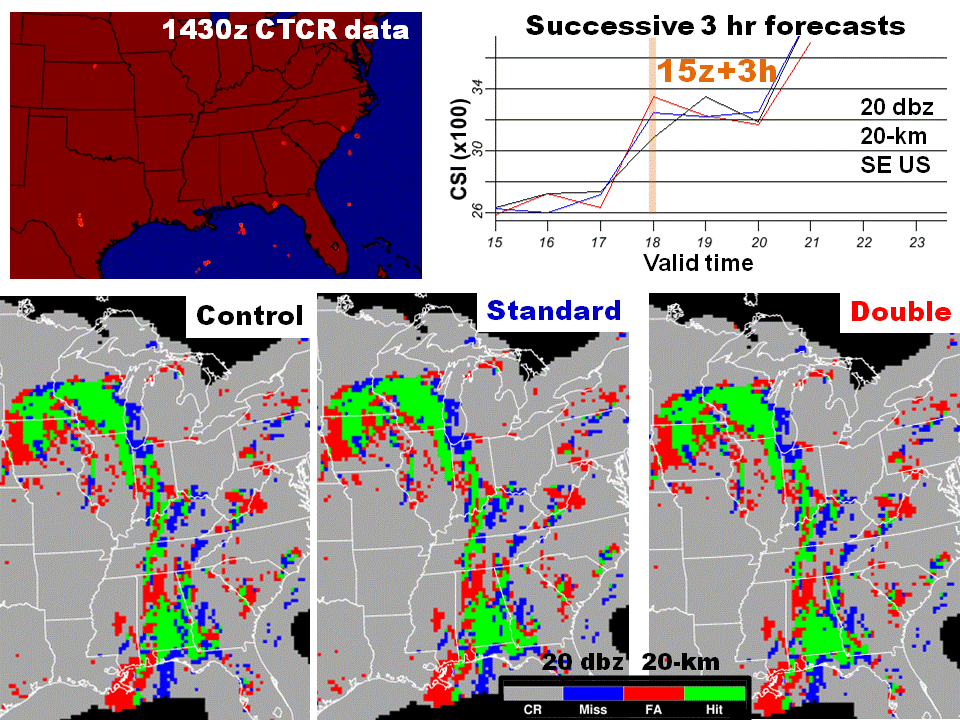 1430z CTCR data
Successive 3 hr forecasts
15z+3h
CSI (x100)
34
30
26
20 dbz
20-km
SE US
15 16 17 18 19 20 21 22 23
Valid time
Control
Standard
Double
20 dbz 20-km
CR Miss FA Hit